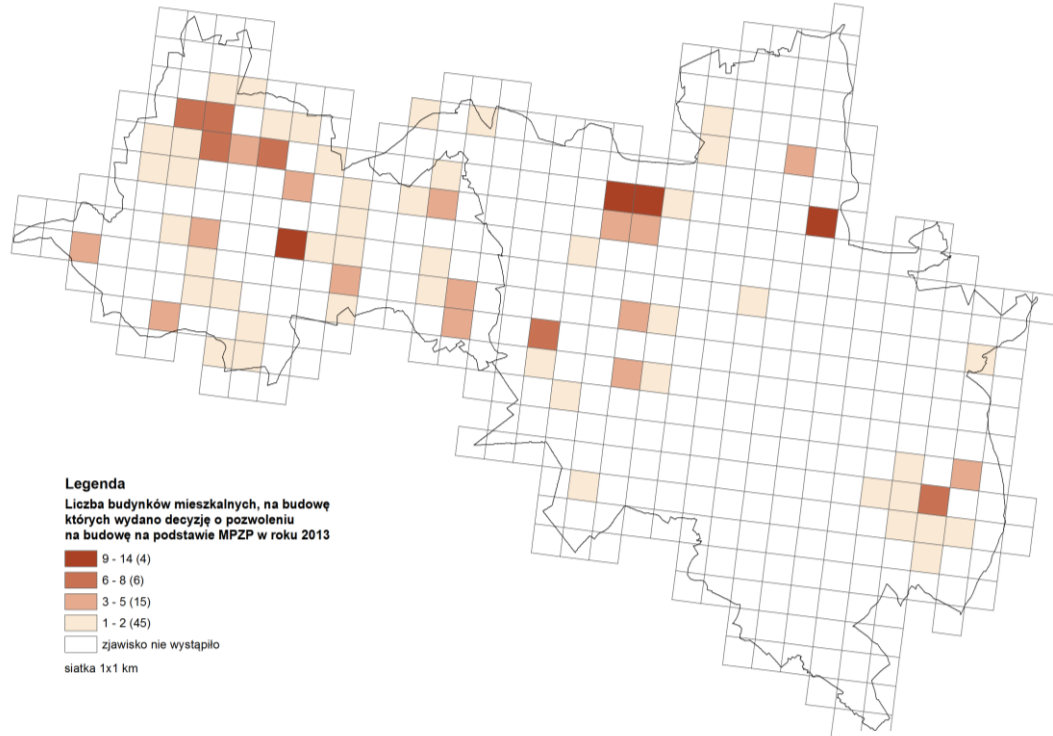 Legenda
Liczba budynków mieszkalnych, na budowę
których wydano decyzję o pozwoleniu
na budowę na podstawie MPZP w roku 2013
9 - 14 (4)
6 - 8 (6)
3 - 5 (15)
1 - 2 (45)
zjawisko nie wystąpiło
siatka 1x1 km